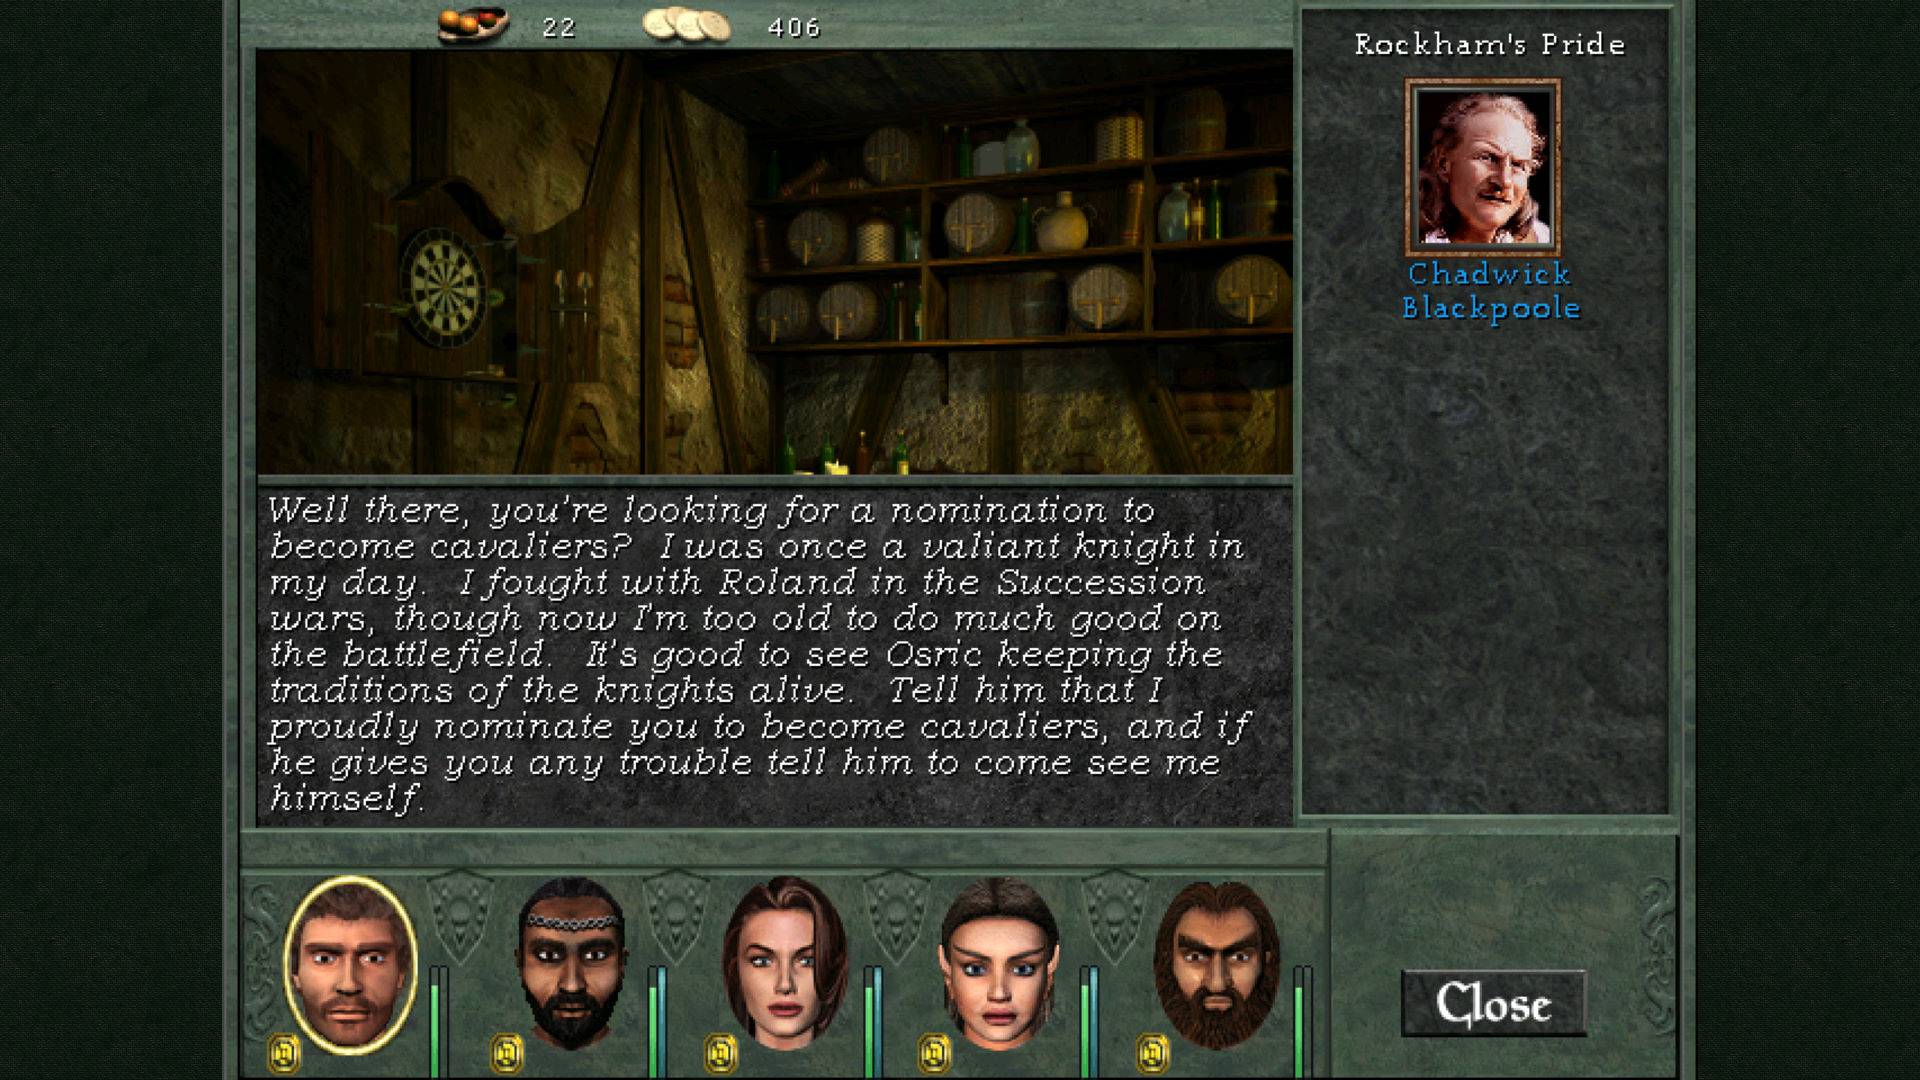 22 406
Rockham's Pride
Chadwick
Blackpoole
Well there, you're looking for a nomination to
become cavaliers? I was once a valiant knight in
my day. I fought with Roland in the Succession
wars, though now I'm too old to do much good on
the battlefield. It's good to see Osric keeping the
traditions of the knights alive. Tell him that I
proudly nominate you to become cavaliers, and if
he gives you any trouble tell him to come see me
himself.
Close